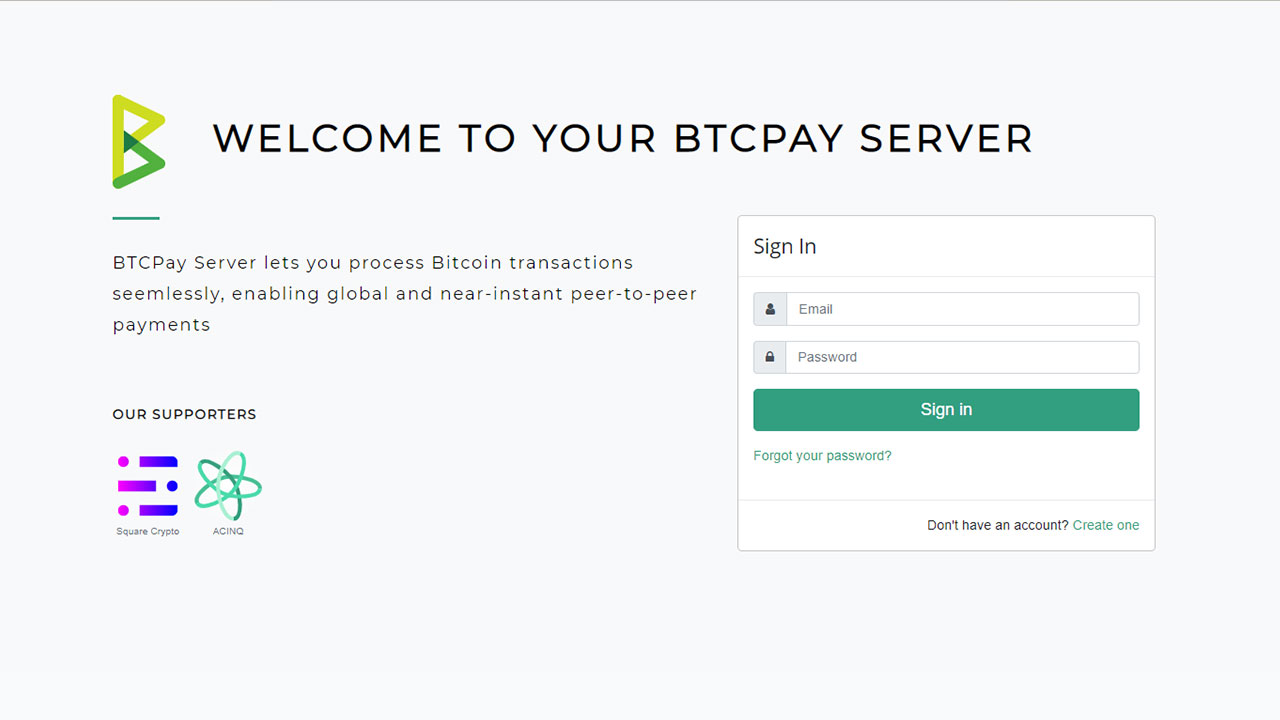 WELCOME TO YOUR BTCPAY SERVER
BTCPay Server lets you process Bitcoin transactions
seemlessly, enabling global and near-instant peer-to-peer
payments
OUR SUPPORTERS
Square Crypto
ACINQ
Sign In
Email
Password
Sign in
Forgot your password?
Don't have an account? Create one